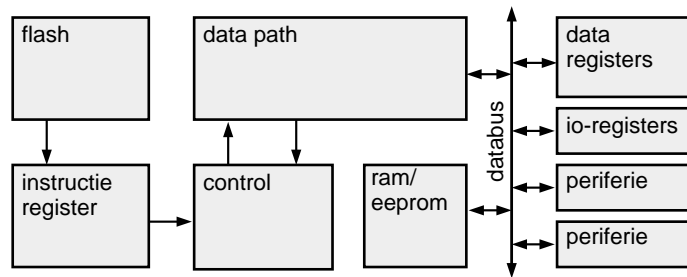 flash
data path
data
registers
databus
io-registers
instructie
register
control
ram/
eeprom
periferie
periferie